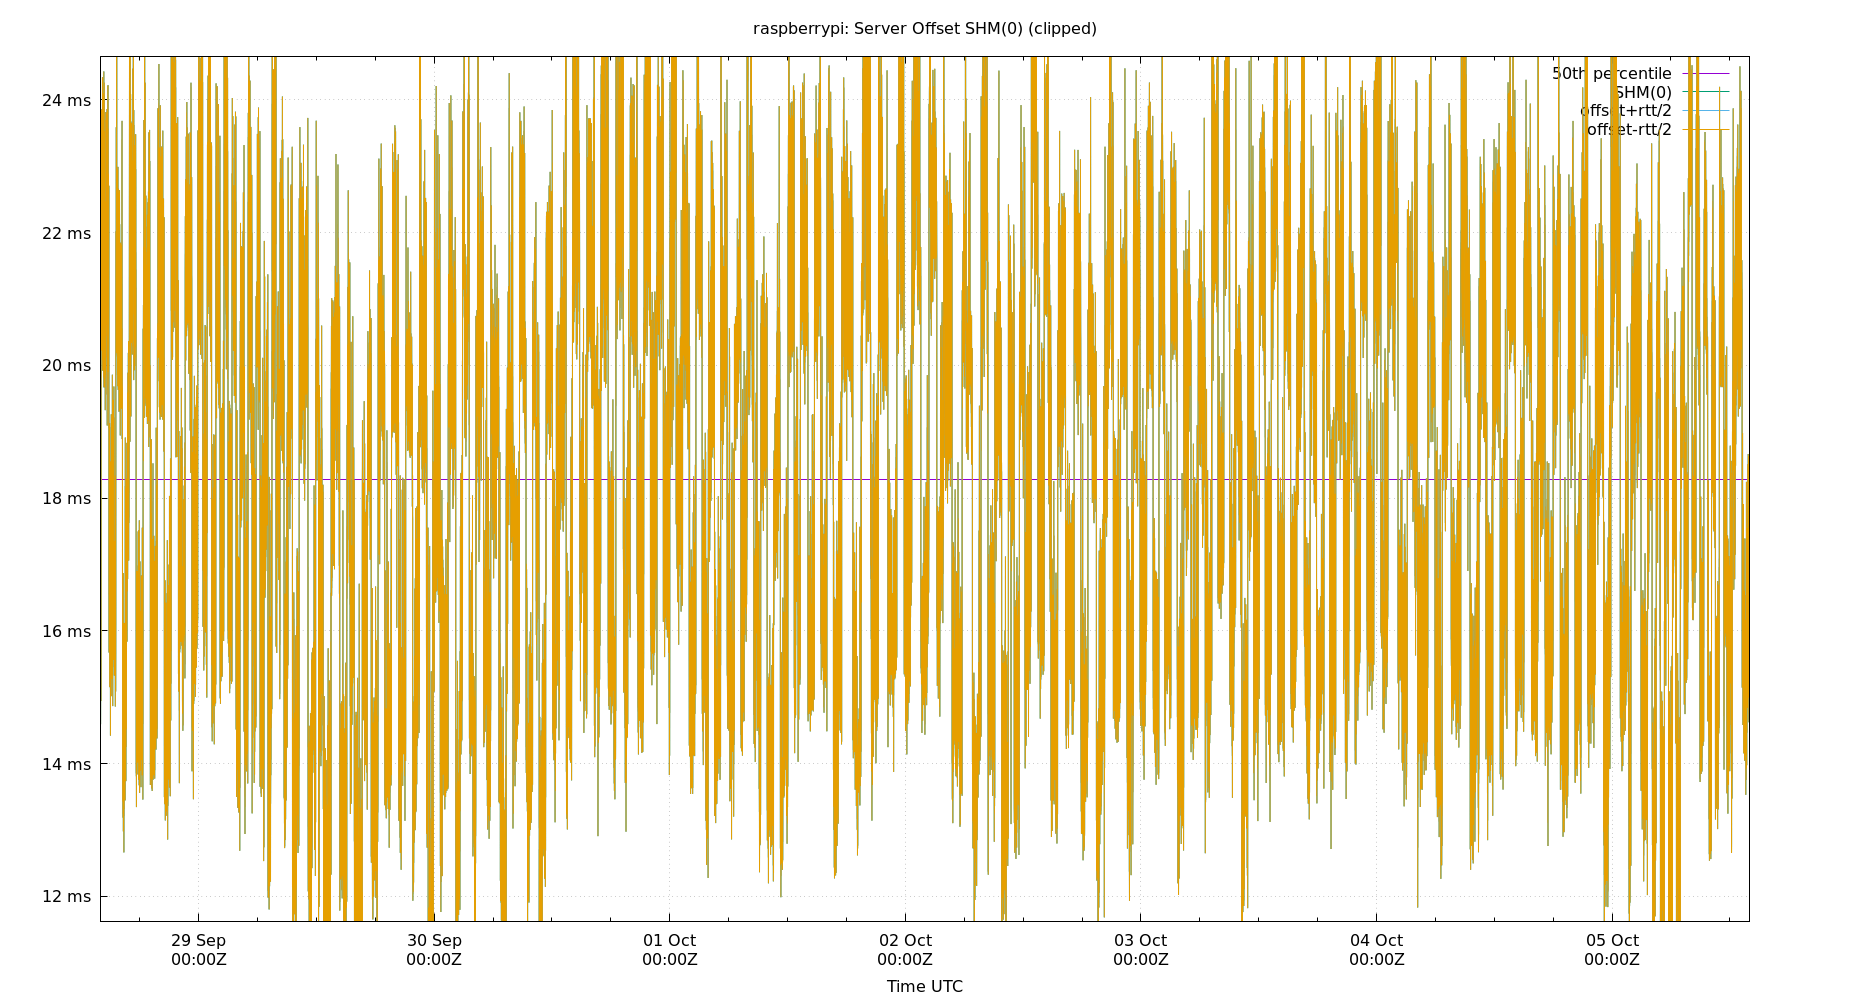 raspberrypi: Server Offset SHM(0) (clipped)
50th percentile
SHM(0)
offset+rtt/2
offset-rtt/2
24 ms
22 ms
20 ms
18 ms
16 ms
14 ms
12 ms
29 Sep 30 Sep 01 Oct 02 Oct 03 Oct 04 Oct 05 Oct
00:00Z 00:00Z 00:00Z 00:00Z 00:00Z 00:00Z 00:00Z
Time UTC